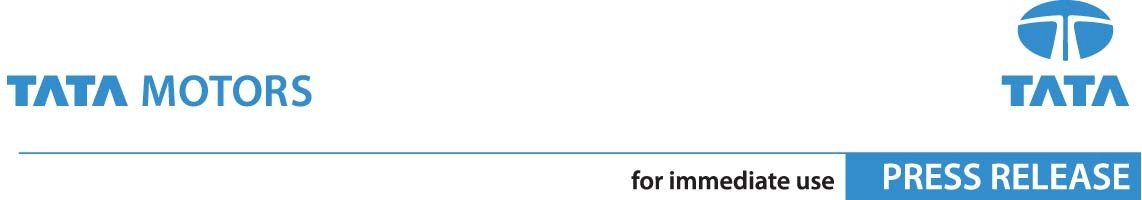 TATA MOTORS
TATA
for immediate use PRESS RELEASE